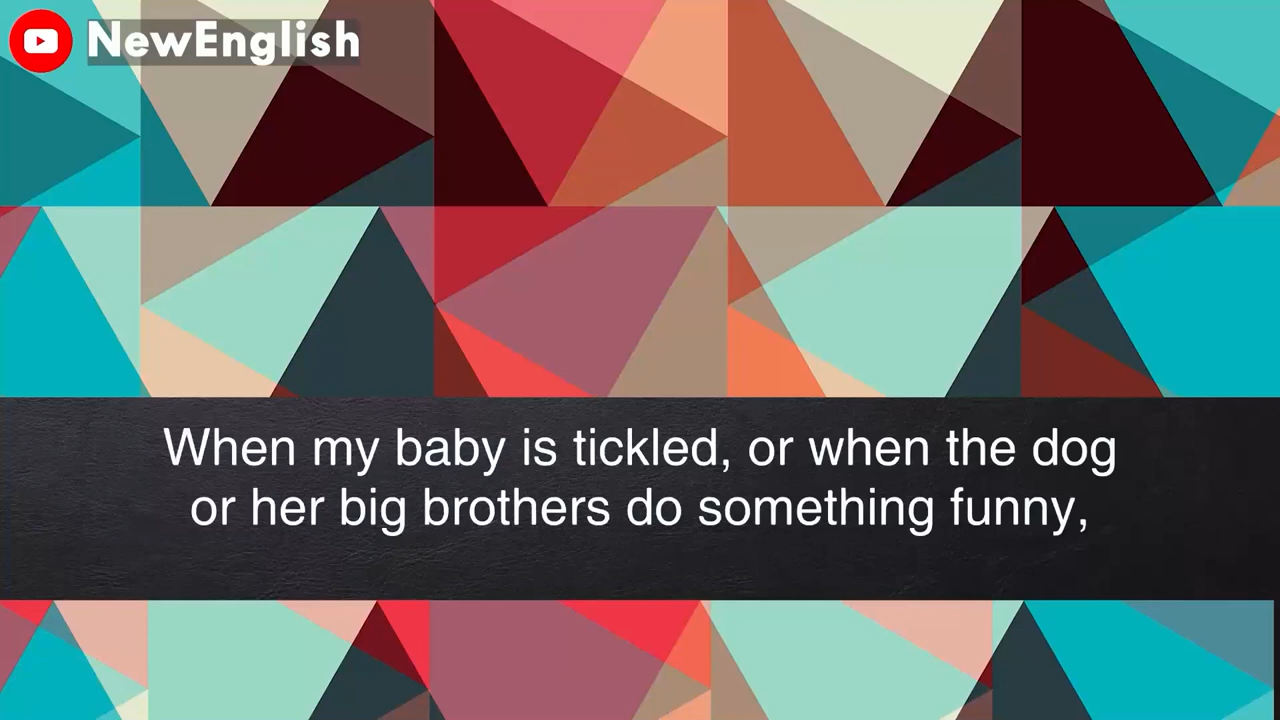 NewEnglish
When my baby is tickled, or when the dog
or her big brothers do something funny,